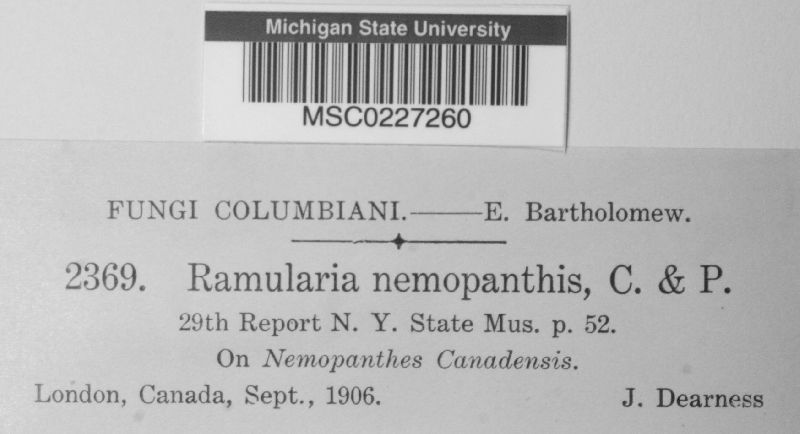 Michigan State University
MSC0227260
FUNGI COLUMBIANI.——E. Bartholomew.
2369. Ramularia nemopanthis, C. & P.
29th Report N. Y. State Mus. p. 52.
On Nemopanthes Canadensis.
London, Canada, Sept., 1906. J. Dearness